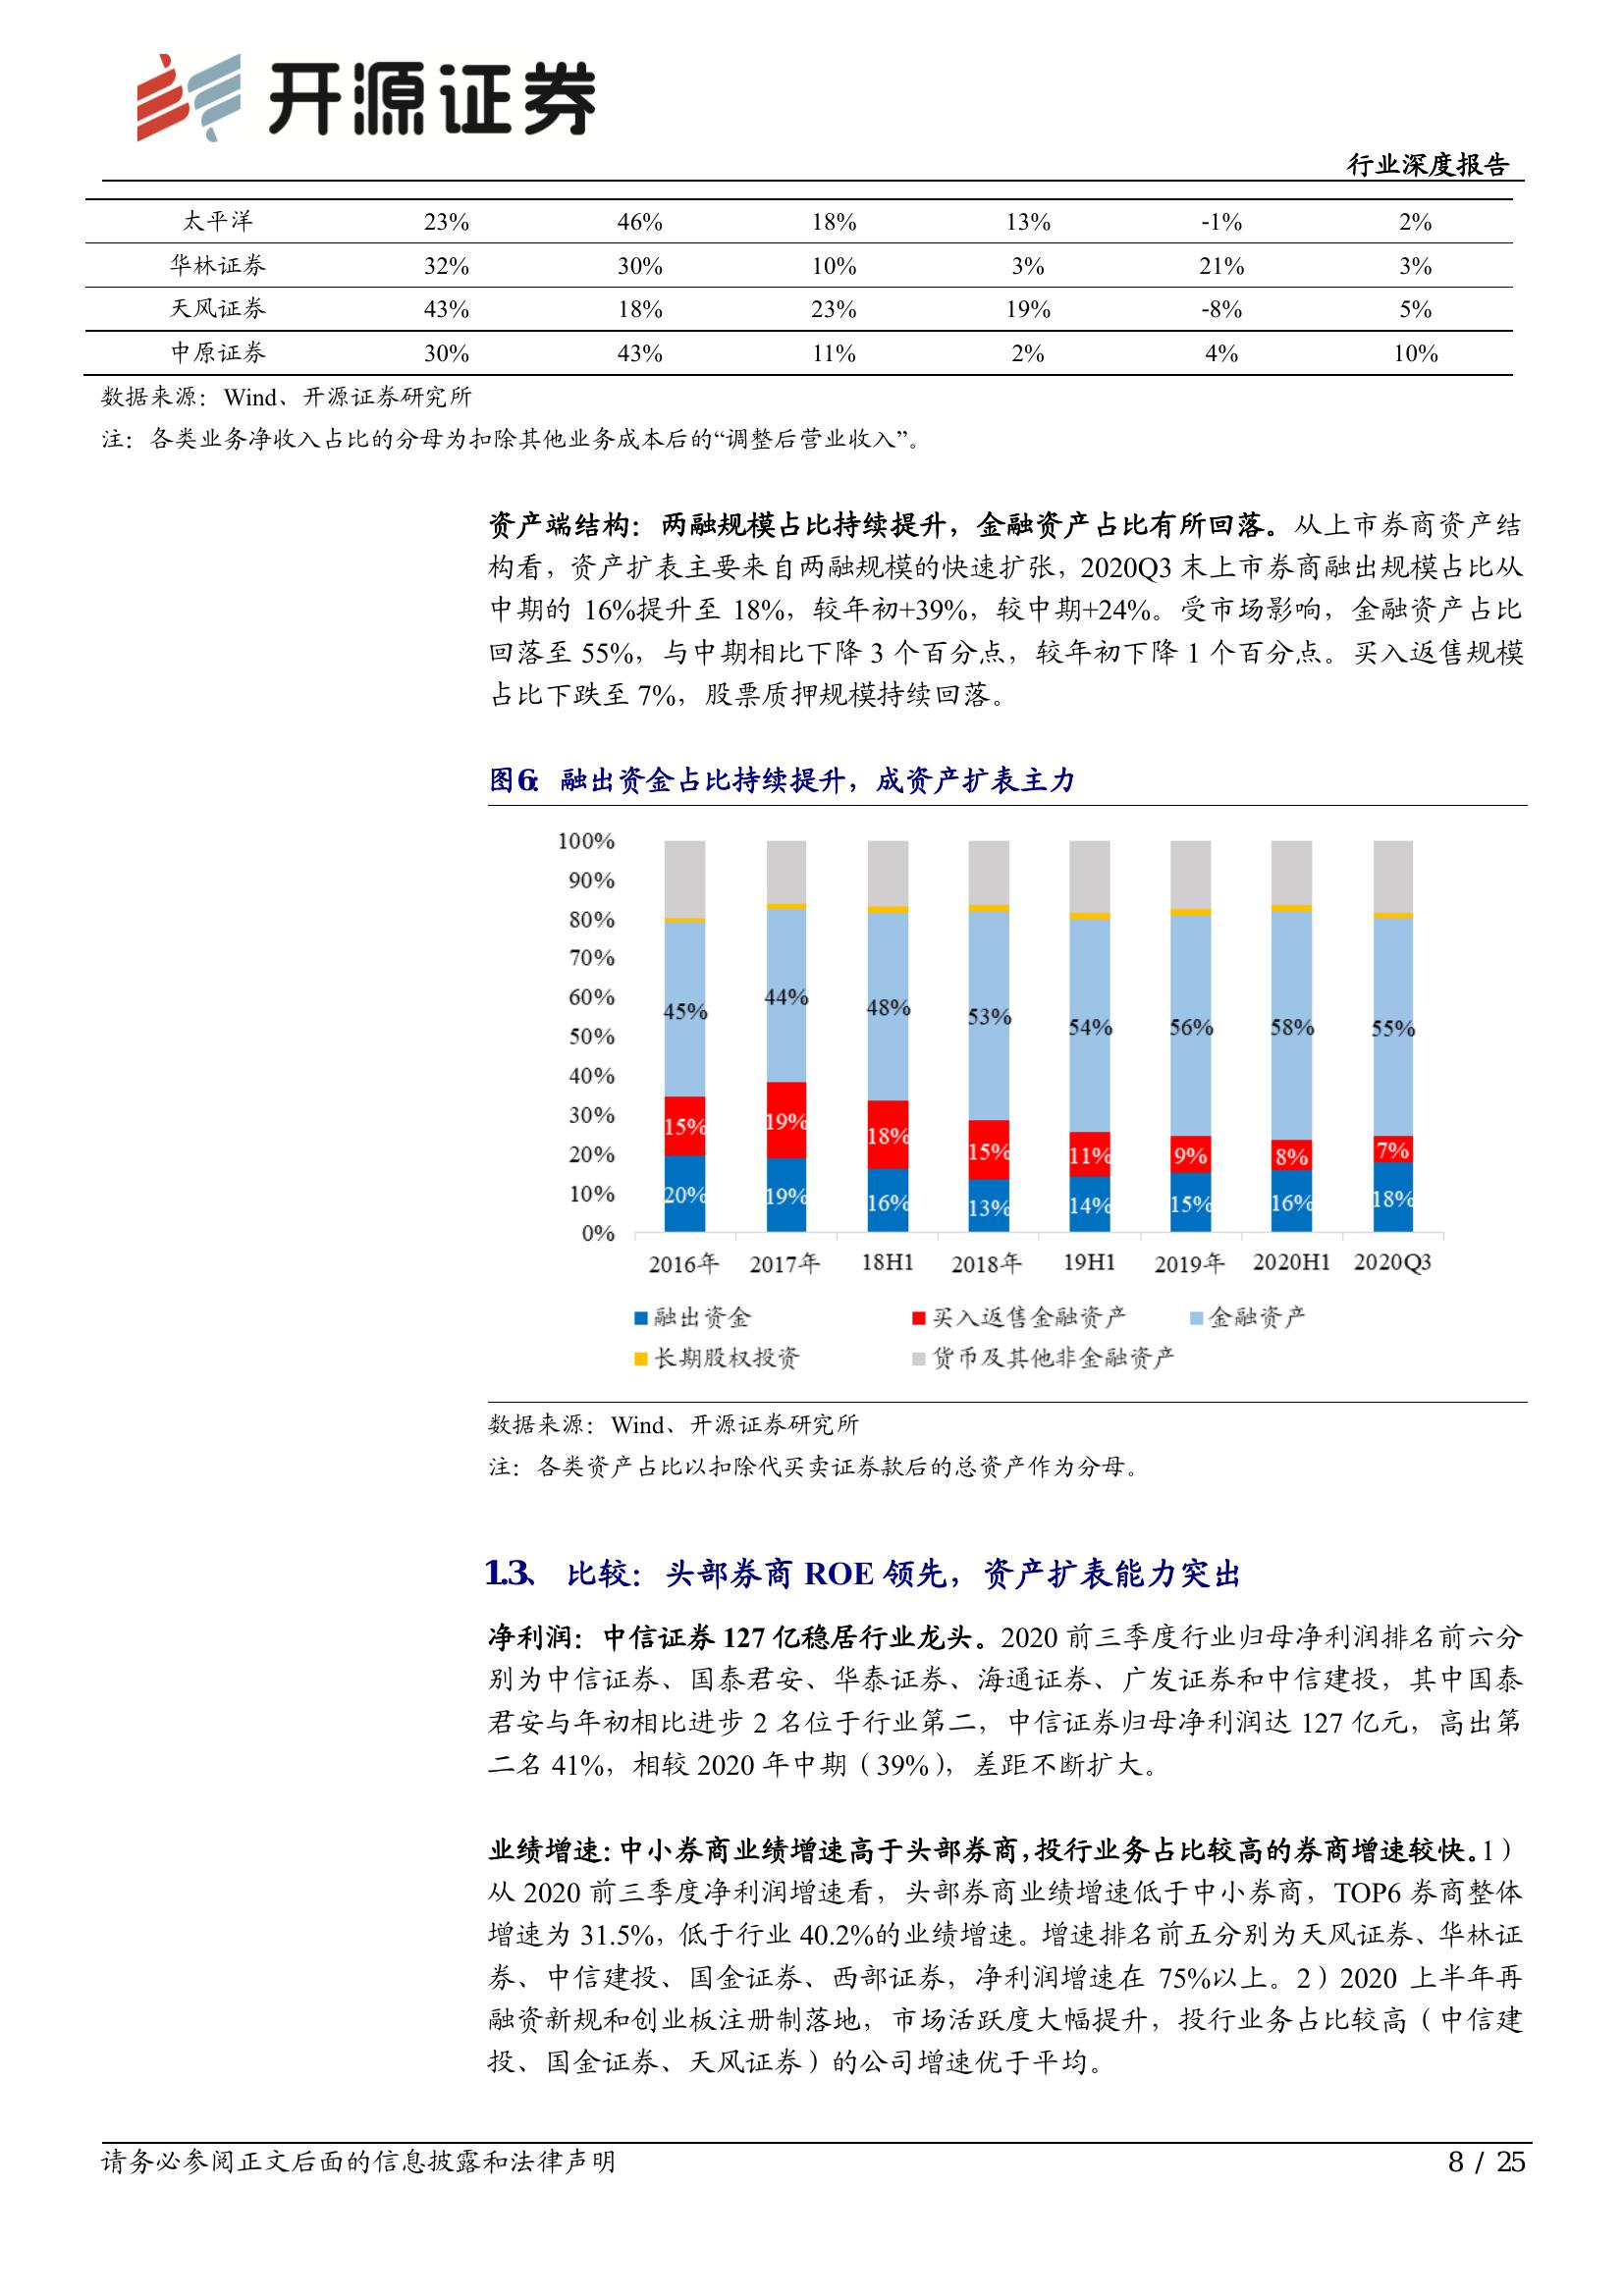 开源证券
行业深度报告
太平洋 23% 46% 18% 13% -1% 2%
华林证券 32% 30% 10% 3% 21% 3%
天风证券 43% 18% 23% 19% -8% 5%
中原证券 30% 43% 11% 2% 4% 10%
数据来源：Wind、开源证券研究所
注：各类业务净收入占比的分母为扣除其他业务成本后的“调整后营业收入”。
资产端结构：两融规模占比持续提升，金融资产占比有所回落。从上市券商资产结
构看，资产扩表主要来自两融规模的快速扩张，2020Q3 末上市券商融出规模占比从
中期的 16%提升至 18%，较年初+39%，较中期+24%。受市场影响，金融资产占比
回落至 55%，与中期相比下降 3 个百分点，较年初下降 1 个百分点。买入返售规模
占比下跌至 7%，股票质押规模持续回落。
图6： 融出资金占比持续提升，成资产扩表主力
100%
90%
80%
70%
60%
50%
40%
30%
20%
10%
0%
45% 44% 48% 53% 54% 56% 58% 55%
15% 19% 18% 15% 11% 9% 8% 7%
20% 19% 16% 13% 14% 15% 16% 18%
2016年 2017年 18H1 2018年 19H1 2019年 2020H1 2020Q3
融出资金 买入返售金融资产 金融资产
长期股权投资 货币及其他非金融资产
数据来源：Wind、开源证券研究所
注：各类资产占比以扣除代买卖证券款后的总资产作为分母。
1.3、 比较：头部券商 ROE 领先，资产扩表能力突出
净利润：中信证券 127 亿稳居行业龙头。2020 前三季度行业归母净利润排名前六分
别为中信证券、国泰君安、华泰证券、海通证券、广发证券和中信建投，其中国泰
君安与年初相比进步 2 名位于行业第二，中信证券归母净利润达 127 亿元，高出第
二名 41%，相较 2020 年中期（39%），差距不断扩大。
业绩增速：中小券商业绩增速高于头部券商，投行业务占比较高的券商增速较快。1）
从 2020 前三季度净利润增速看，头部券商业绩增速低于中小券商，TOP6 券商整体
增速为 31.5%，低于行业 40.2%的业绩增速。增速排名前五分别为天风证券、华林证
券、中信建投、国金证券、西部证券，净利润增速在 75%以上。2）2020 上半年再
融资新规和创业板注册制落地，市场活跃度大幅提升，投行业务占比较高（中信建
投、国金证券、天风证券）的公司增速优于平均。
请务必参阅正文后面的信息披露和法律声明 8 / 25